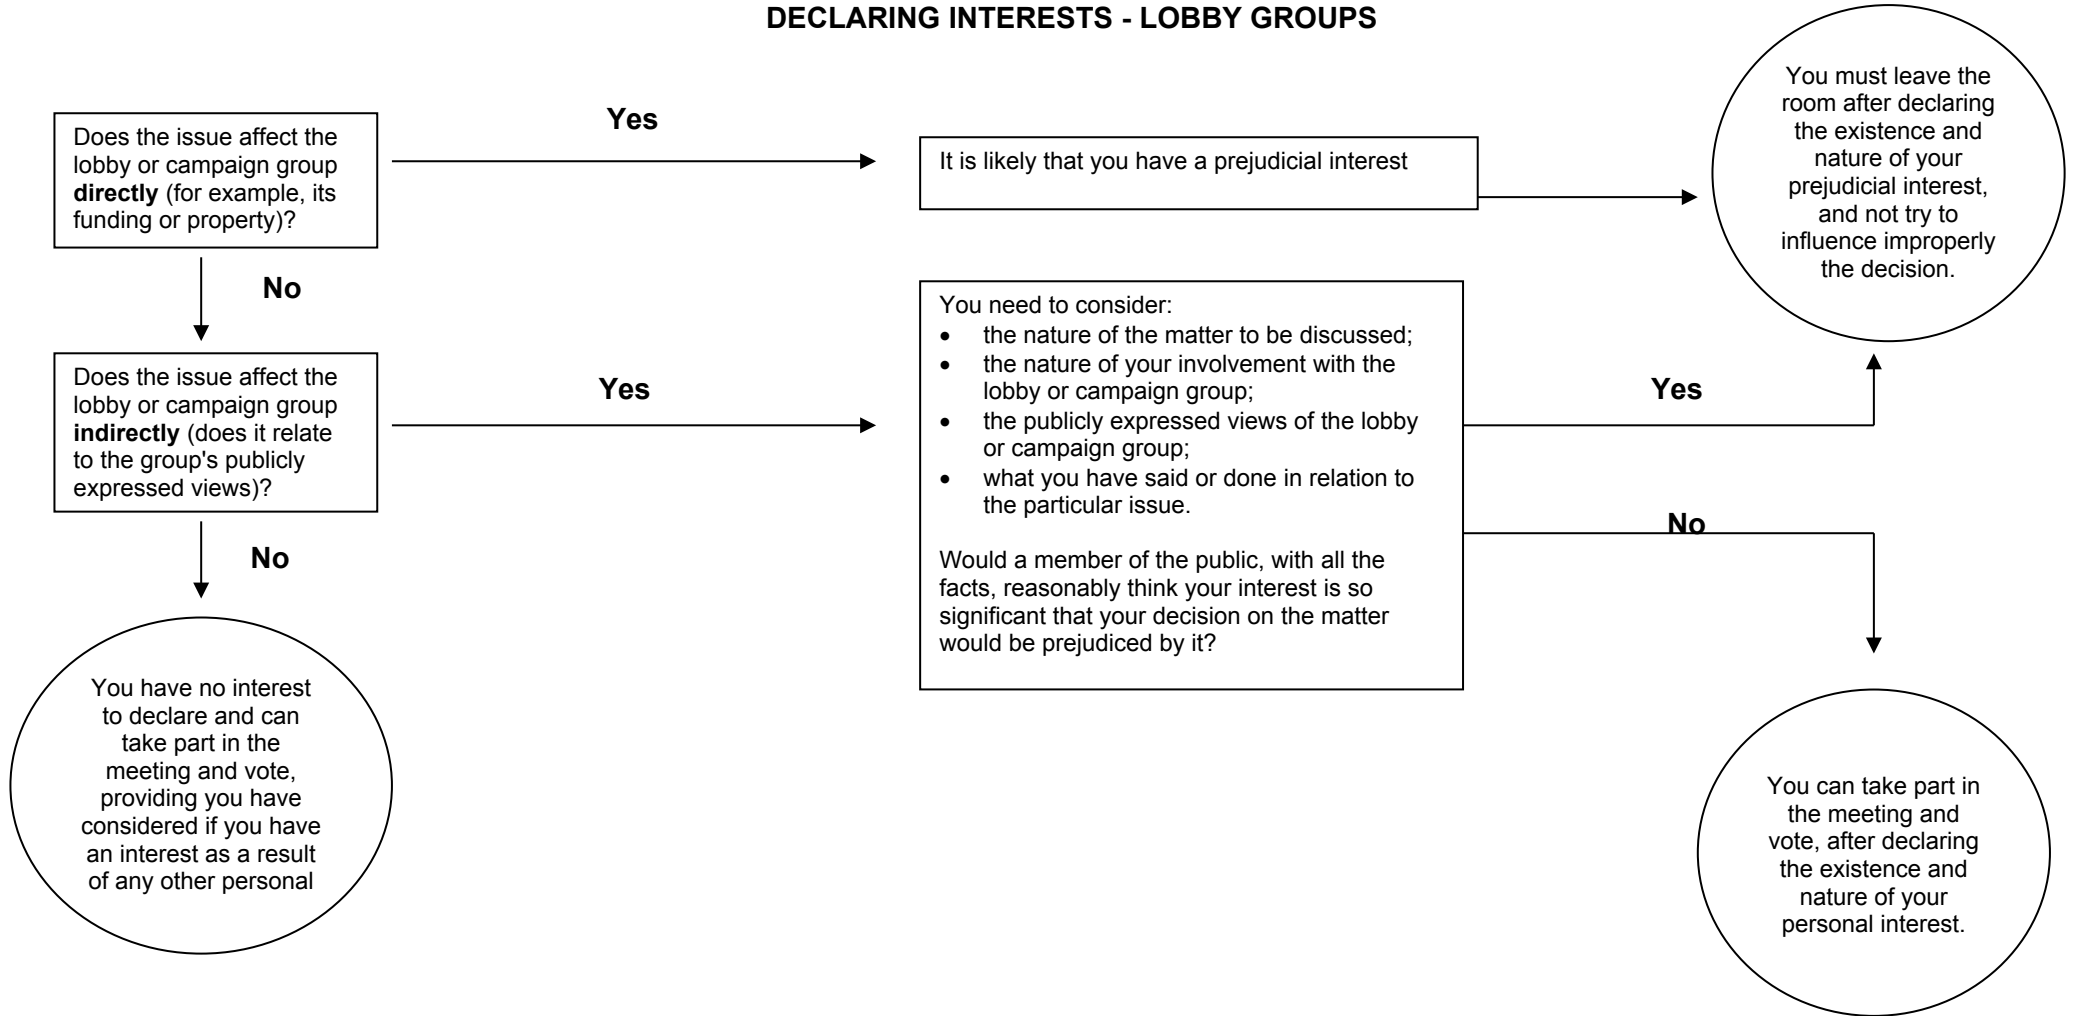 DECLARING INTERESTS - LOBBY GROUPS
Does the issue affect the
lobby or campaign group
directly (for example, its
funding or property)?
Yes
It is likely that you have a prejudicial interest
You must leave the
room after declaring
the existence and
nature of your
prejudicial interest,
and not try to
influence improperly
the decision.
No
Does the issue affect the
lobby or campaign group
indirectly (does it relate
to the group's publicly
expressed views)?
Yes
You need to consider:
• the nature of the matter to be discussed;
• the nature of your involvement with the
lobby or campaign group;
• the publicly expressed views of the lobby
or campaign group;
• what you have said or done in relation to
the particular issue.
Would a member of the public, with all the
facts, reasonably think your interest is so
significant that your decision on the matter
would be prejudiced by it?
Yes
No
No
You have no interest
to declare and can
take part in the
meeting and vote,
providing you have
considered if you have
an interest as a result
of any other personal
You can take part in
the meeting and
vote, after declaring
the existence and
nature of your
personal interest.